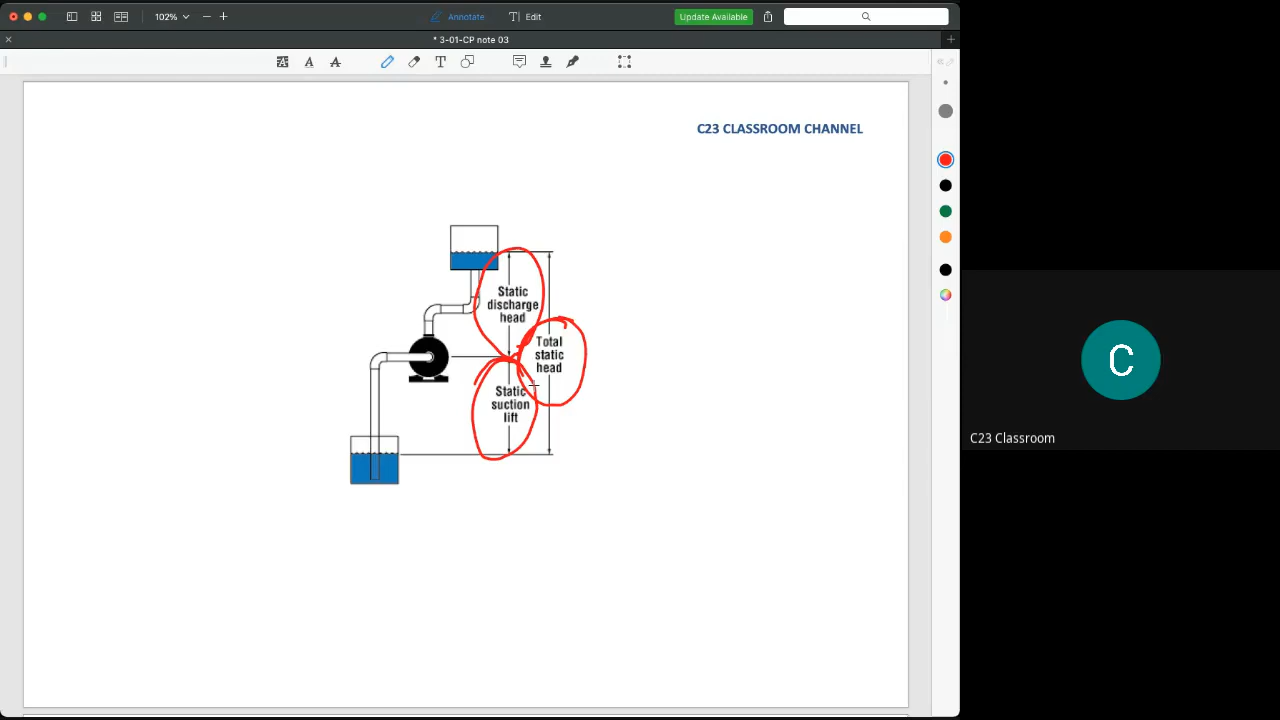 102%
Annotate
Edit
Update Available
* 3-01-CP note 03
A
A
A
T
C23 CLASSROOM CHANNEL
Static
discharge
head
Total
static
head
Static
suction
lift
C
C23 Classroom